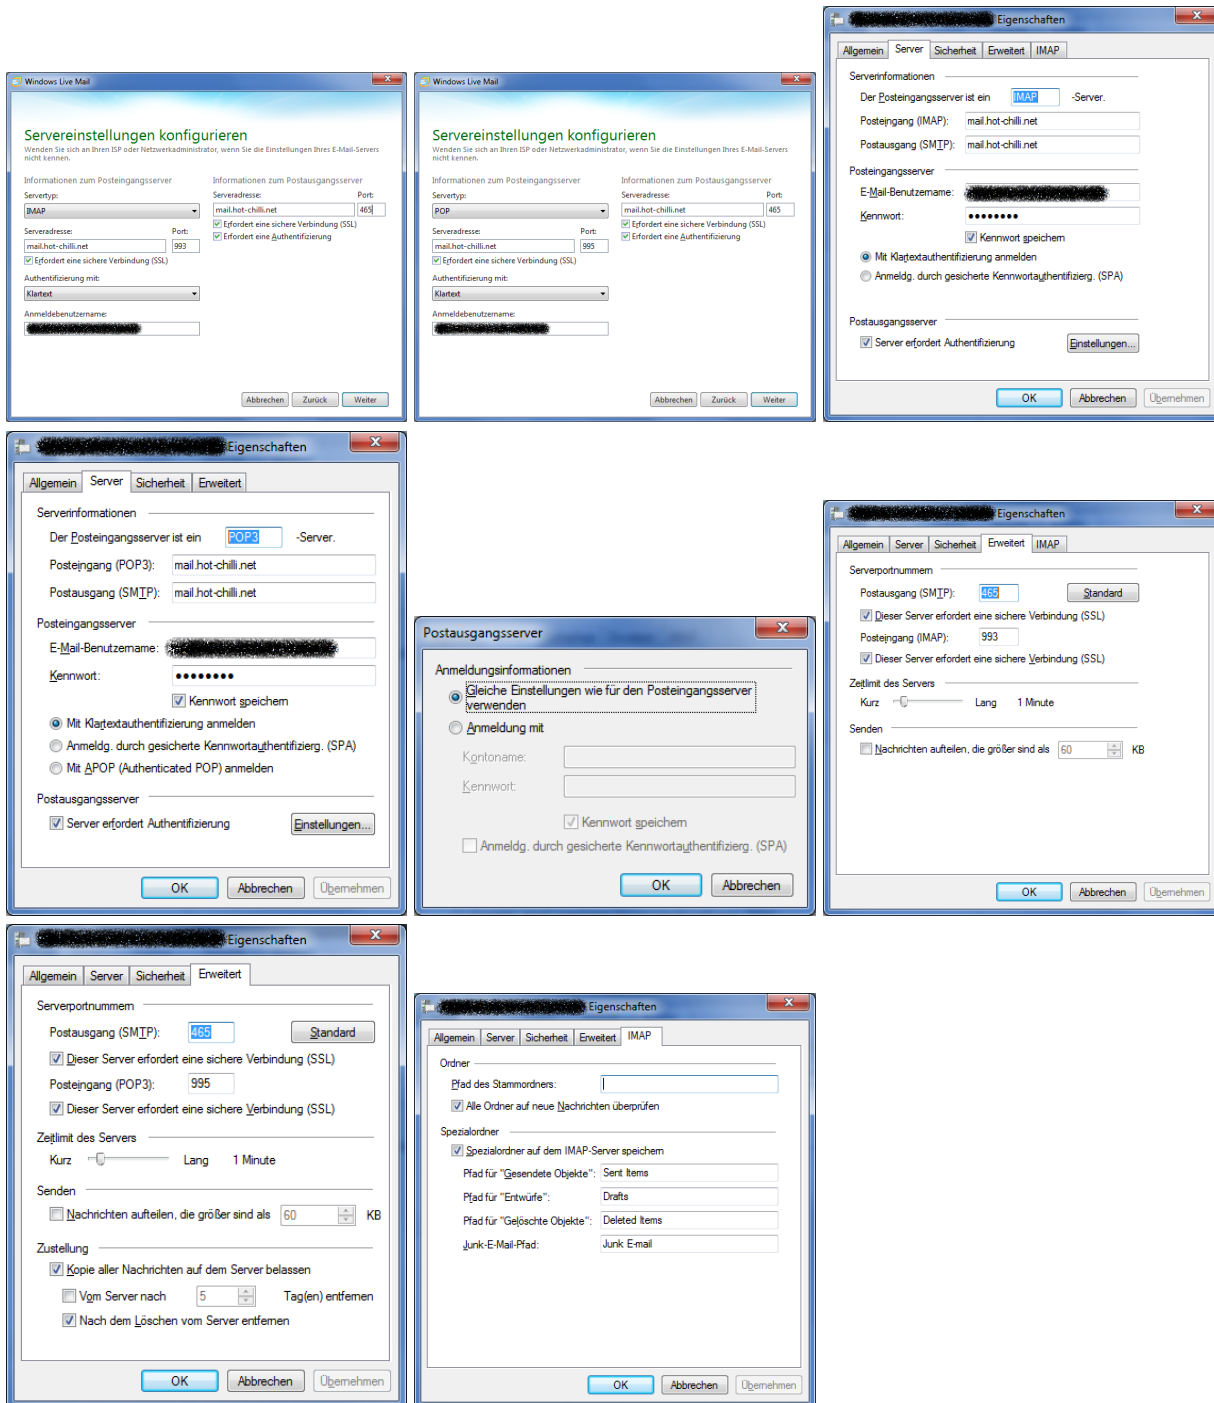 Windows Live Mail
Servereinstellungen konfigurieren
Wenden Sie sich an Ihren ISP oder Netzwerkadministrator, wenn Sie die Einstellungen Ihres E-Mail-Servers
nicht kennen.
Informationen zum Posteingangsserver
Servertyp:
IMAP
Serveradresse: Port:
mail.hot-chilli.net 993
Erfordert eine sichere Verbindung (SSL)
Authentifizierung mit:
Klartext
Anmeldebenutzername:
Informationen zum Postausgangsserver
Serveradresse: Port:
mail.hot-chilli.net 465
Erfordert eine sichere Verbindung (SSL)
Erfordert eine Authentifizierung
Abbrechen Zurück Weiter
Windows Live Mail
Servereinstellungen konfigurieren
Wenden Sie sich an Ihren ISP oder Netzwerkadministrator, wenn Sie die Einstellungen Ihres E-Mail-Servers
nicht kennen.
Informationen zum Posteingangsserver
Servertyp:
POP
Serveradresse: Port:
mail.hot-chilli.net 995
Erfordert eine sichere Verbindung (SSL)
Authentifizierung mit:
Klartext
Anmeldebenutzername:
Informationen zum Postausgangsserver
Serveradresse: Port:
mail.hot-chilli.net 465
Erfordert eine sichere Verbindung (SSL)
Erfordert eine Authentifizierung
Abbrechen Zurück Weiter
Eigenschaften
Allgemein Server Sicherheit Erweitert IMAP
Serverinformationen
Der Posteingangsserver ist ein IMAP -Server.
Posteingang (IMAP): mail.hot-chilli.net
Postausgang (SMTP): mail.hot-chilli.net
Posteingangsserver
E-Mail-Benutzername:
Kennwort: ••••••••
Kennwort speichern
Mit Klartextauthentifizierung anmelden
Anmeldg. durch gesicherte Kennwortauthentifizierg. (SPA)
Postausgangsserver
Server erfordert Authentifizierung Einstellungen...
OK Abbrechen Übernehmen
Eigenschaften
Allgemein Server Sicherheit Erweitert
Serverinformationen
Der Posteingangsserver ist ein POP3 -Server.
Posteingang (POP3): mail.hot-chilli.net
Postausgang (SMTP): mail.hot-chilli.net
Posteingangsserver
E-Mail-Benutzername:
Kennwort: ••••••••
Kennwort speichern
Mit Klartextauthentifizierung anmelden
Anmeldg. durch gesicherte Kennwortauthentifizierg. (SPA)
Mit APOP (Authenticated POP) anmelden
Postausgangsserver
Server erfordert Authentifizierung Einstellungen...
OK Abbrechen Übernehmen
Postausgangsserver
Anmeldungsinformationen
Gleiche Einstellungen wie für den Posteingangsserver
verwenden
Anmeldung mit
Kontoname:
Kennwort:
Kennwort speichern
Anmeldg. durch gesicherte Kennwortauthentifizierg. (SPA)
OK Abbrechen
Eigenschaften
Allgemein Server Sicherheit Erweitert IMAP
Serverportnummern
Postausgang (SMTP): 465 Standard
Dieser Server erfordert eine sichere Verbindung (SSL)
Posteingang (IMAP): 993
Dieser Server erfordert eine sichere Verbindung (SSL)
Zeitlimit des Servers
Kurz Lang 1 Minute
Senden
Nachrichten aufteilen, die größer sind als 60 KB
OK Abbrechen Übernehmen
Eigenschaften
Allgemein Server Sicherheit Erweitert
Serverportnummern
Postausgang (SMTP): 465 Standard
Dieser Server erfordert eine sichere Verbindung (SSL)
Posteingang (POP3): 995
Dieser Server erfordert eine sichere Verbindung (SSL)
Zeitlimit des Servers
Kurz Lang 1 Minute
Senden
Nachrichten aufteilen, die größer sind als 60 KB
Zustellung
Kopie aller Nachrichten auf dem Server belassen
Vom Server nach 5 Tag(en) entfernen
Nach dem Löschen vom Server entfernen
OK Abbrechen Übernehmen
Eigenschaften
Allgemein Server Sicherheit Erweitert IMAP
Ordner
Pfad des Stammordners:
Alle Ordner auf neue Nachrichten überprüfen
Spezialordner
Spezialordner auf dem IMAP-Server speichern
Pfad für "Gesendete Objekte": Sent Items
Pfad für "Entwürfe": Drafts
Pfad für "Gelöschte Objekte": Deleted Items
Junk-E-Mail-Pfad: Junk E-mail
OK Abbrechen Übernehmen